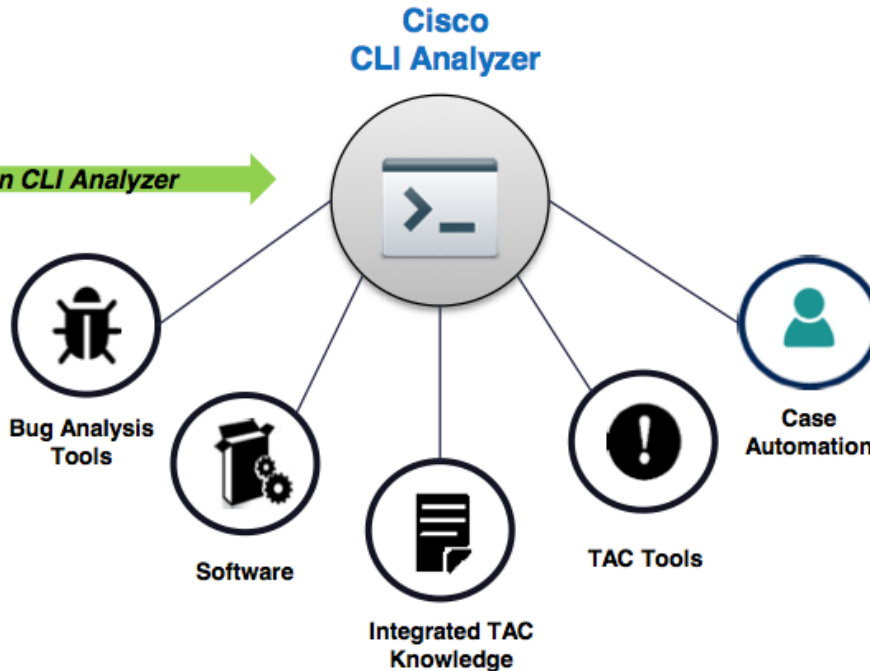 Cisco
CLI Analyzer
n CLI Analyzer
Bug Analysis
Tools
Software
Integrated TAC
Knowledge
TAC Tools
Case
Automation